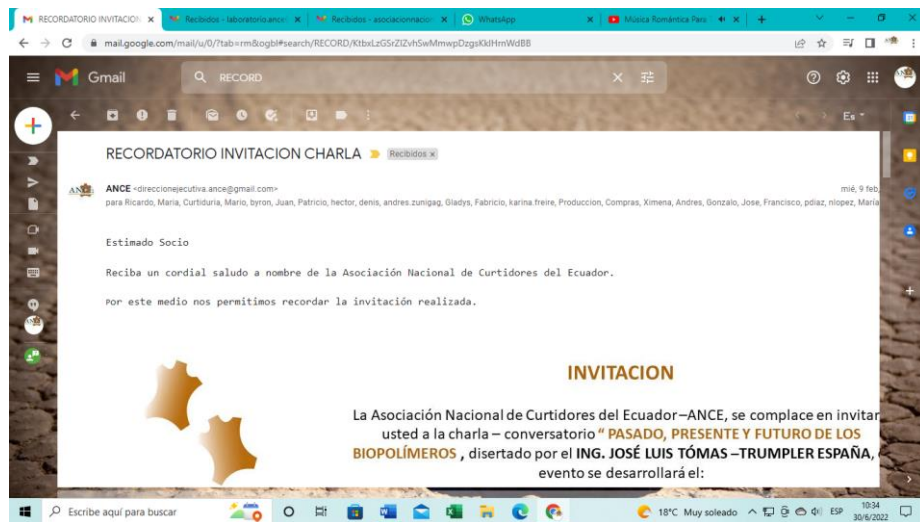 RECORDATORIO INVITACION
Recibidos - laboratorio.ance
Recibidos - asociacionnacion
WhatsApp
Música Romántica Para
mail.google.com/mail/u/0/?tab=rm&ogbl#search/RECORD/KtbxLzGSrZlZvhSwMmwpDzgsKklHmWdBB
Gmail
RECORD
Es
RECORDATORIO INVITACION CHARLA
Recibidos x
ANCE <direccionejecutiva.ance@gmail.com>
mié, 9 feb,
para Ricardo, Maria, Curtiduria, Mario, byron, Juan, Patricio, hector, denis, andres.zunigag, Gladys, Fabricio, karina.freire, Produccion, Compras, Ximena, Andres, Gonzalo, Jose, Francisco, pdiaz, nlopez, María
Estimado Socio
Reciba un cordial saludo a nombre de la Asociación Nacional de Curtidores del Ecuador.
Por este medio nos permitimos recordar la invitación realizada.
INVITACION
La Asociación Nacional de Curtidores del Ecuador –ANCE, se complace en invitar
usted a la charla – conversatorio “ PASADO, PRESENTE Y FUTURO DE LOS
BIOPOLÍMEROS , disertado por el ING. JOSÉ LUIS TÓMAS –TRUMPLER ESPAÑA,
evento se desarrollará el:
Escribe aquí para buscar
18°C Muy soleado
ESP
10:34
30/6/2022